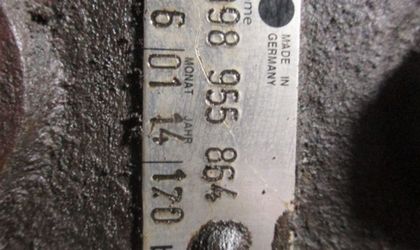 MADE IN
GERMANY
me
98 955 864
MONAT JAHR
6/01 14/120